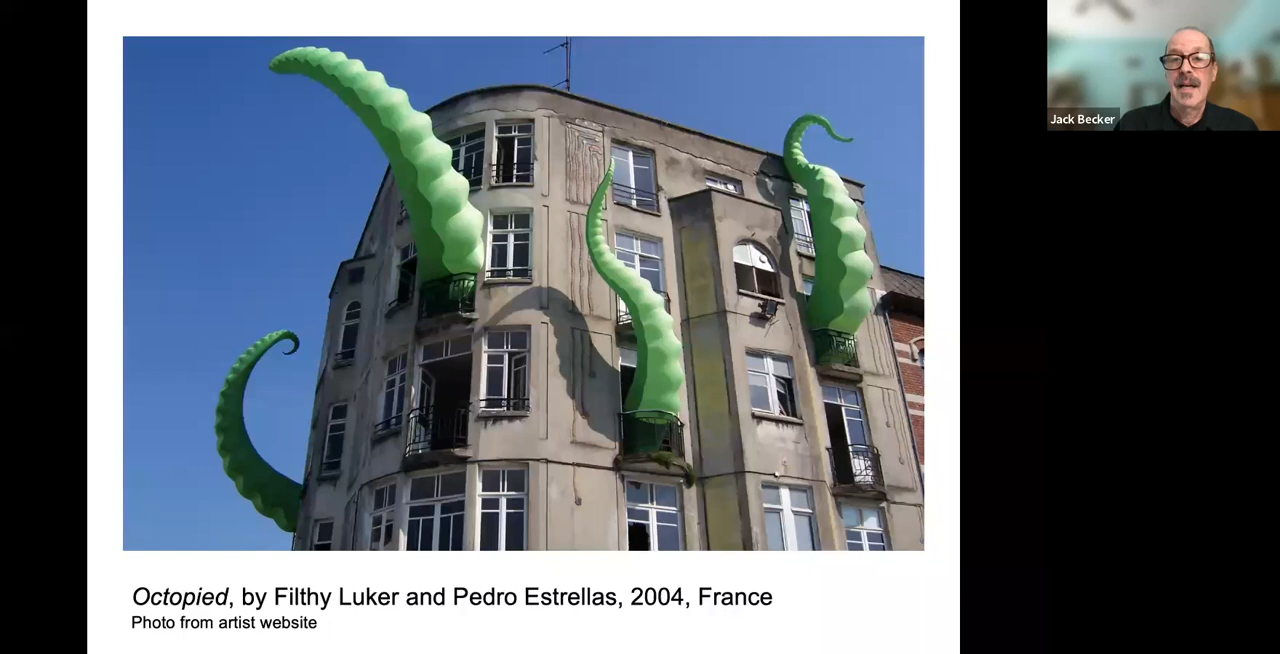 Jack Becker
Octopied, by Filthy Luker and Pedro Estrellas, 2004, France
Photo from artist website